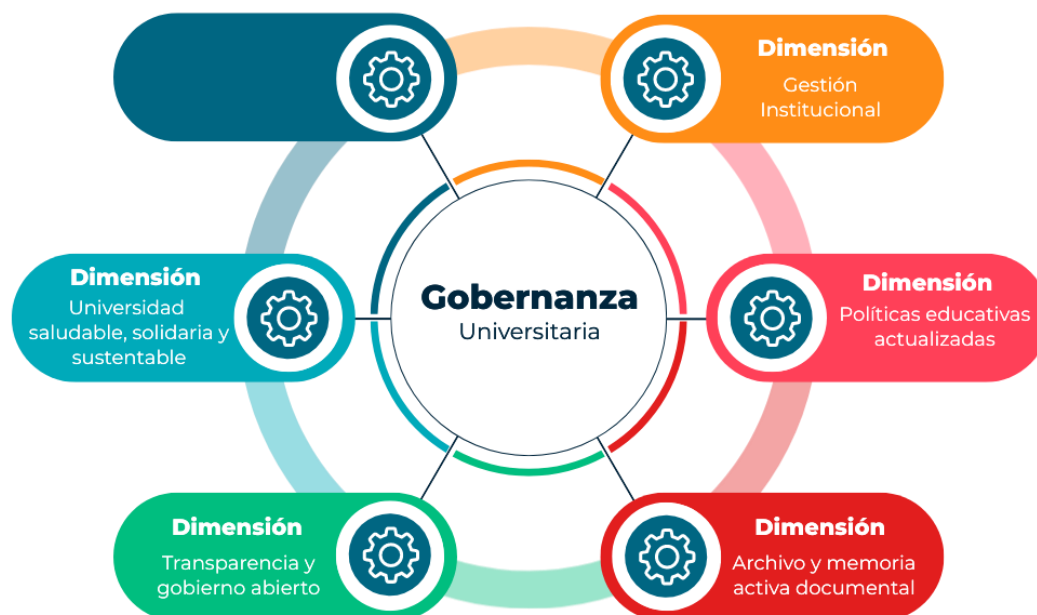 Dimensión
Gestión
Institucional
Dimensión
Universidad
saludable, solidaria y
sustentable
Gobernanza
Universitaria
Dimensión
Políticas educativas
actualizadas
Dimensión
Transparencia y
gobierno abierto
Dimensión
Archivo y memoria
activa documental